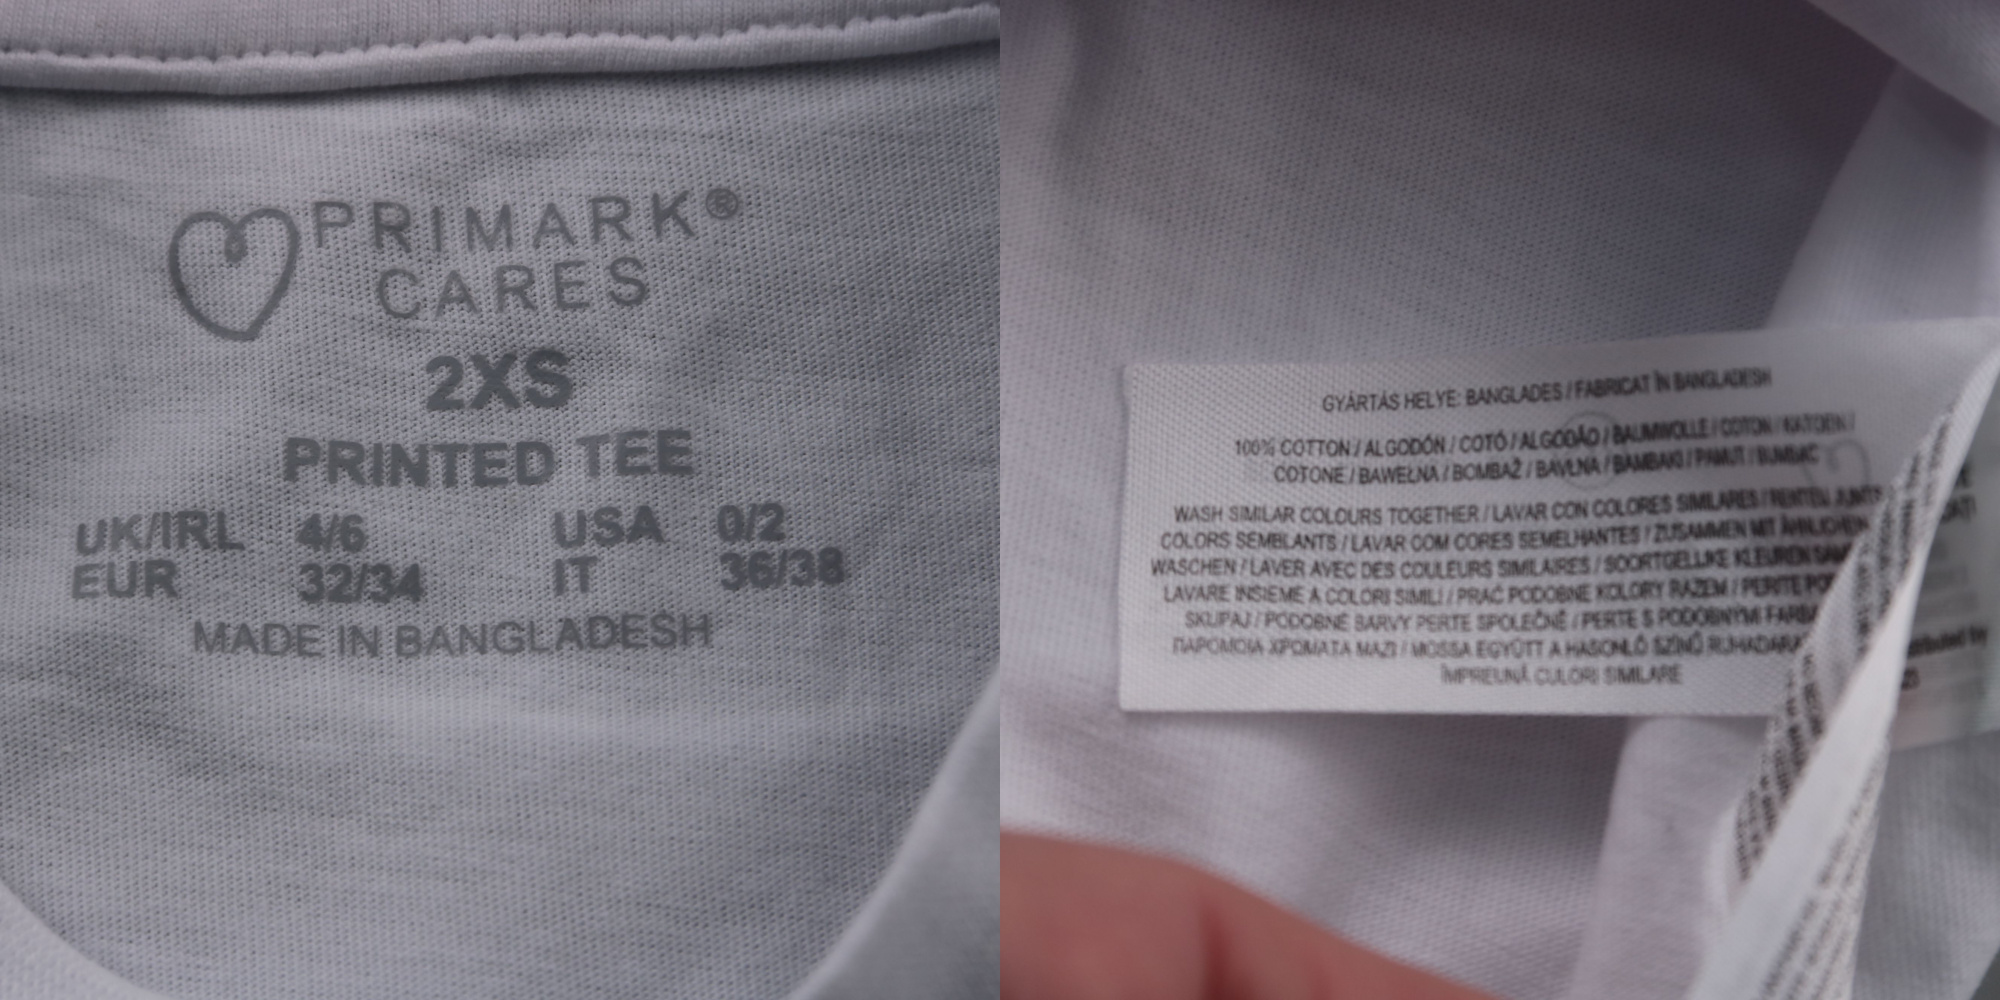 PRIMARK®
CARES
2XS
PRINTED TEE
UK/IRL 4/6 USA 0/2
EUR 32/34 IT 36/38
MADE IN BANGLADESH
GYÁRTÁS HELYE: BANGLADES / FABRICAT ÎN BANGLADESH
100% COTTON / ALGODÓN / COTÓ / ALGODÃO / BAUMWOLLE / COTON / KATOEN /
COTONE / BAWEŁNA / BOMBAŽ / BAVLNA / BAMBAKI / PAMUT / BUMBAC
WASH SIMILAR COLOURS TOGETHER / LAVAR CON COLORES SIMILARES / RENTEU JUNTS
COLORS SEMBLANTS / LAVAR COM CORES SEMELHANTES / ZUSAMMEN MIT ÄHNLICHEN
WASCHEN / LAVER AVEC DES COULEURS SIMILAIRES / SOORTGELIJKE KLEUREN
LAVARE INSIEME A COLORI SIMILI / PRAĆ PODOBNE KOLORY RAZEM / PERITE
SKUPAJ / PODOBNÉ BARVY PERTE SPOLEČNĚ / PERTE S PODOBNÝMI
ΠΑΡΟΜΟΙΑ ΧΡΩΜΑΤΑ ΜΑΖΙ / MOSSA EGYÜTT A HASONLÓ SZÍNŰ
ÎMPREUNĂ CULORI SIMILARE